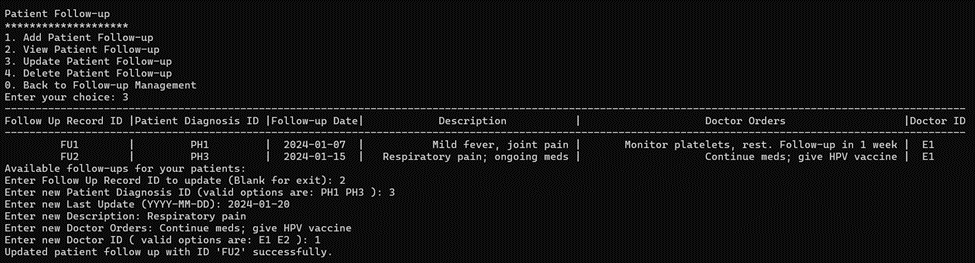 Patient Follow-up
********************
1. Add Patient Follow-up
2. View Patient Follow-up
3. Update Patient Follow-up
4. Delete Patient Follow-up
0. Back to Follow-up Management
Enter your choice: 3
Follow Up Record ID |Patient Diagnosis ID |Follow-up Date| Description | Doctor Orders |Doctor ID
FU1 | PH1 | 2024-01-07 | Mild fever, joint pain | Monitor platelets, rest. Follow-up in 1 week | E1
FU2 | PH3 | 2024-01-15 | Respiratory pain; ongoing meds | Continue meds; give HPV vaccine | E1
Available follow-ups for your patients:
Enter Follow Up Record ID to update (Blank for exit): 2
Enter new Patient Diagnosis ID (valid options are: PH1 PH3 ): 3
Enter new Last Update (YYYY-MM-DD): 2024-01-20
Enter new Description: Respiratory pain
Enter new Doctor Orders: Continue meds; give HPV vaccine
Enter new Doctor ID ( valid options are: E1 E2 ): 1
Updated patient follow up with ID 'FU2' successfully.